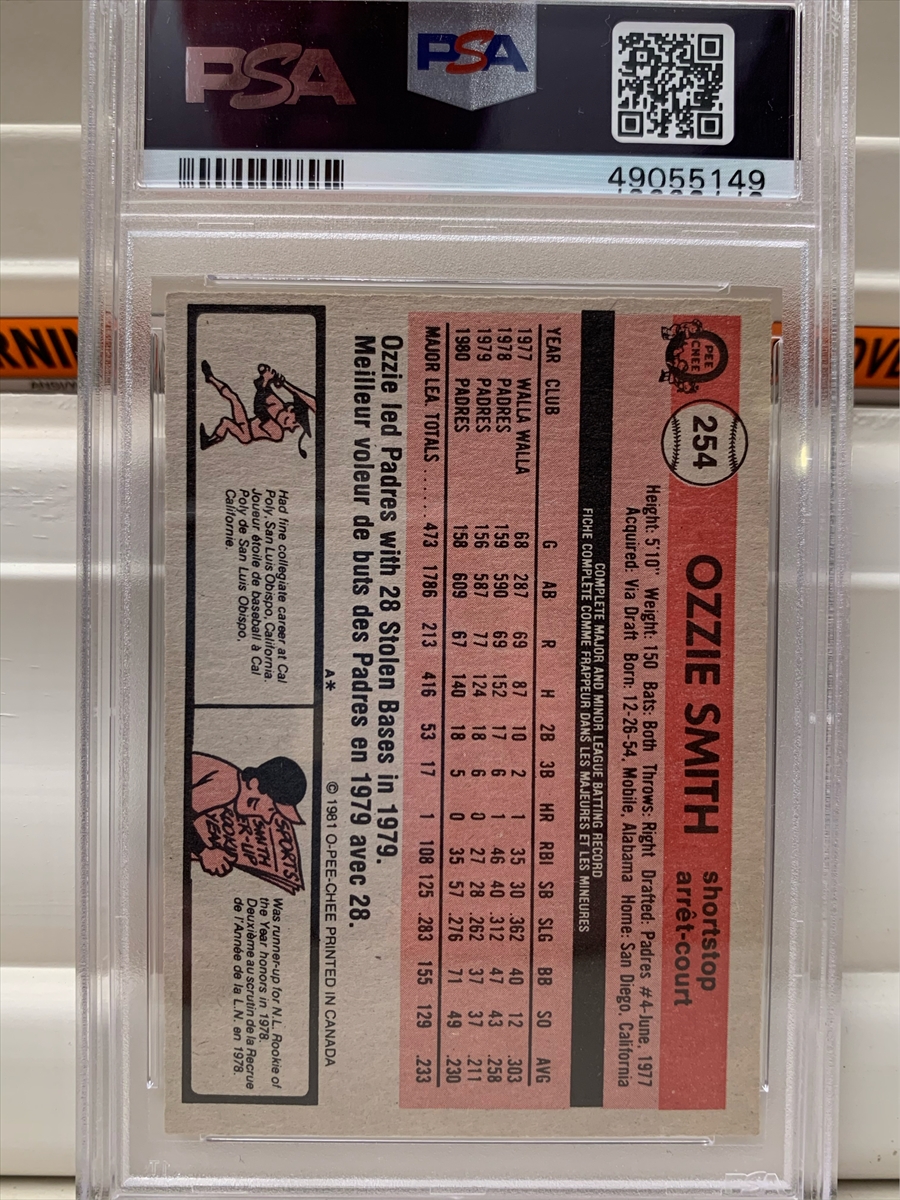 PSA
PSA
49055149
RNIN
OVE
O PEE CHEE
254
OZZIE SMITH
shortstop
arrêt-court
Height: 5'10" Weight: 150 Bats: Both Throws: Right Drafted: Padres #4-June, 1977
Acquired: Via Draft Born: 12-26-54, Mobile, Alabama Home: San Diego, California
COMPLETE MAJOR AND MINOR LEAGUE BATTING RECORD
FICHE COMPLÈTE COMME FRAPPEUR DANS LES MAJEURES ET LES MINEURES
YEAR CLUB G AB R H 2B 3B HR RBI SB SLG BB SO AVG
1977 WALLA WALLA 68 287 69 87 10 2 1 35 30 .362 40 12 .303
1978 PADRES 159 590 69 152 17 6 1 46 40 .312 47 43 .258
1979 PADRES 156 587 77 124 18 6 0 27 28 .262 37 37 .211
1980 PADRES 158 609 67 140 18 5 0 35 57 .276 71 49 .230
MAJOR LEA TOTALS ..... 473 1786 213 416 53 17 1 108 125 .283 155 129 .233
Ozzie led Padres with 28 Stolen Bases in 1979.
Meilleur voleur de buts des Padres en 1979 avec 28.
A* © 1981 O-PEE-CHEE PRINTED IN CANADA
Had fine collegiate career at Cal
Poly, San Luis Obispo, California.
Joueur étoile de baseball à Cal
Poly de San Luis Obispo,
Californie.
SPORTS
SMITH
ER-UP
ROOKIE
YEAR
Was runner-up for N.L. Rookie of
the Year honors in 1978.
Deuxième au scrutin de la Recrue
de l'Année de la L.N. en 1978.
PSA